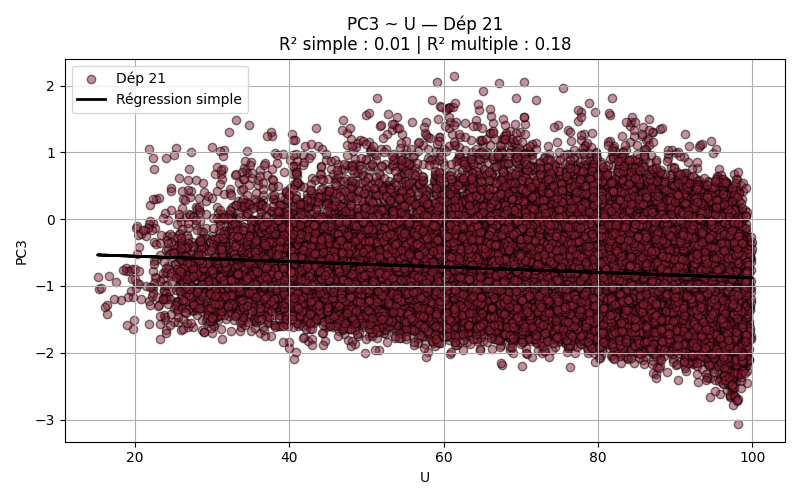 PC3 ~ U — Dép 21
R² simple : 0.01 | R² multiple : 0.18
Dép 21
Régression simple
2
1
0
−1
−2
−3
PC3
20 40 60 80 100
U